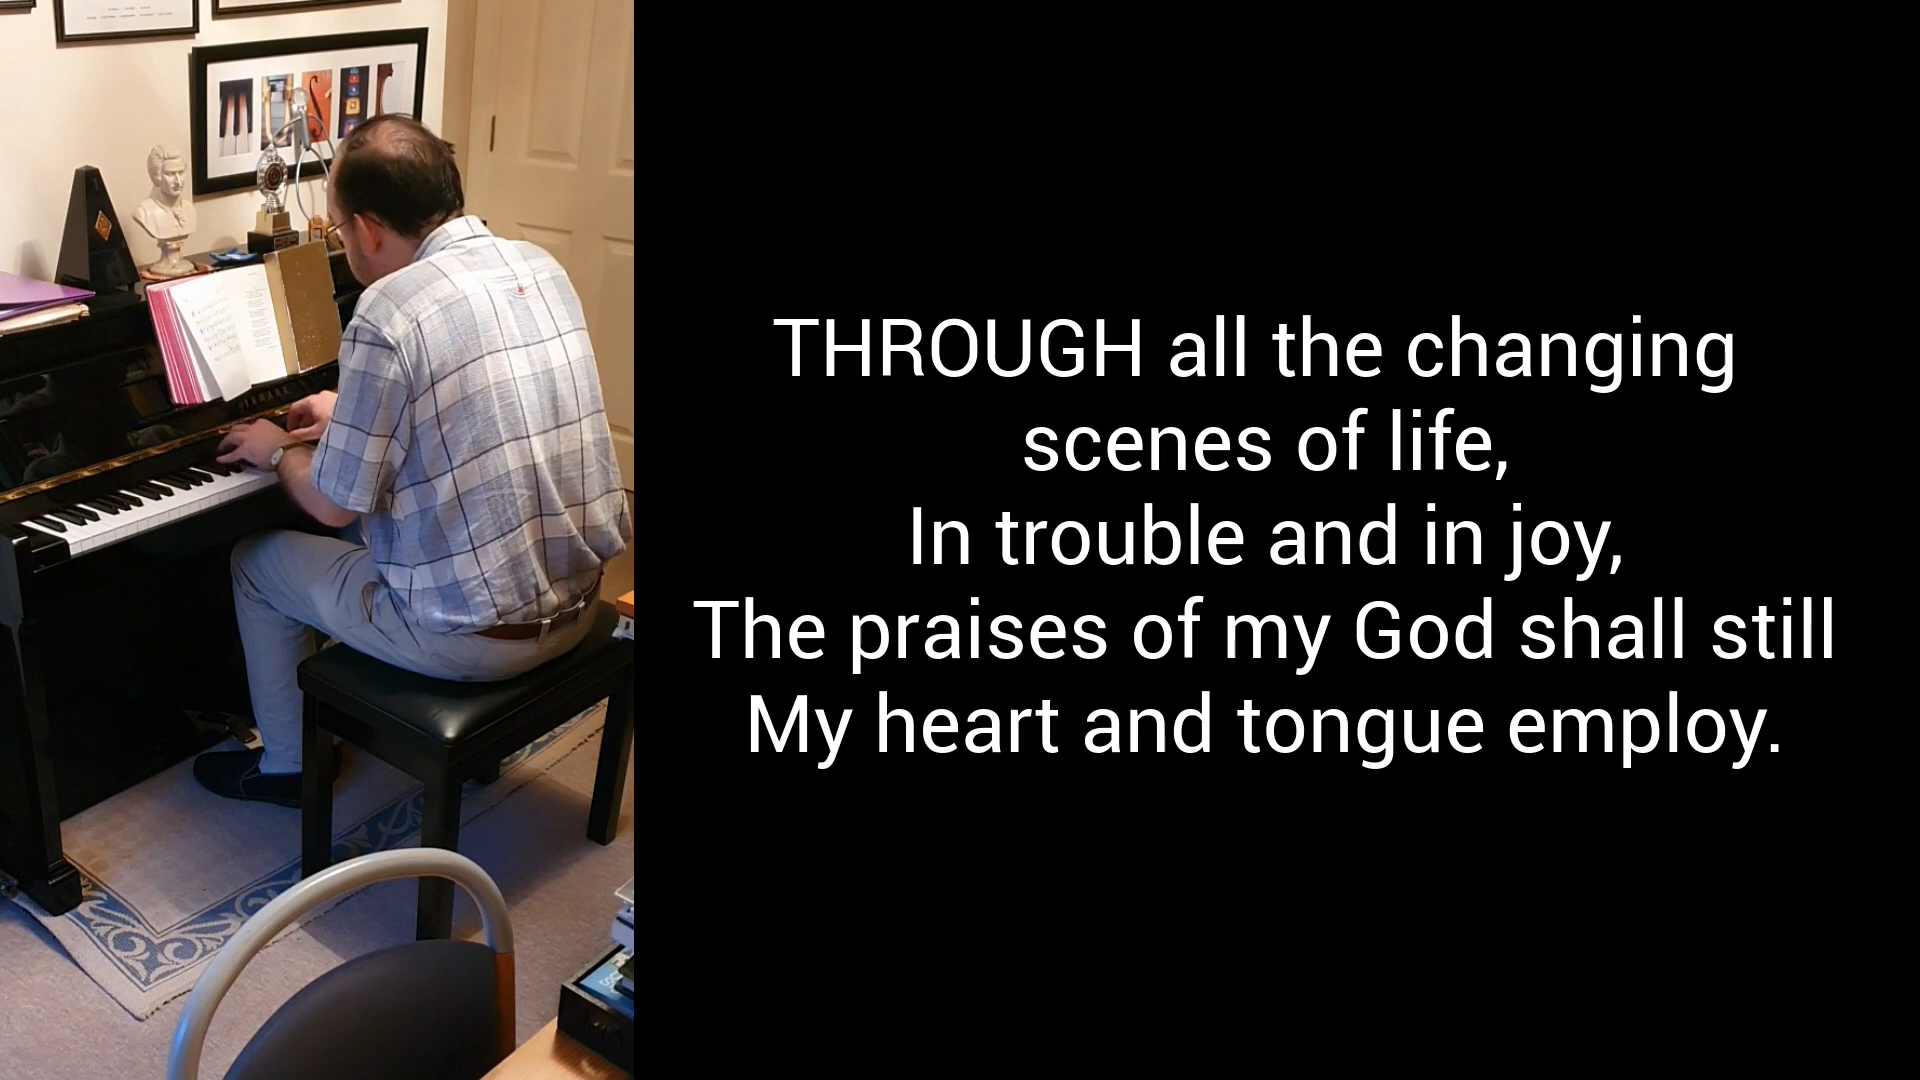 THROUGH all the changing
scenes of life,
In trouble and in joy,
The praises of my God shall still
My heart and tongue employ.
YAMAHA